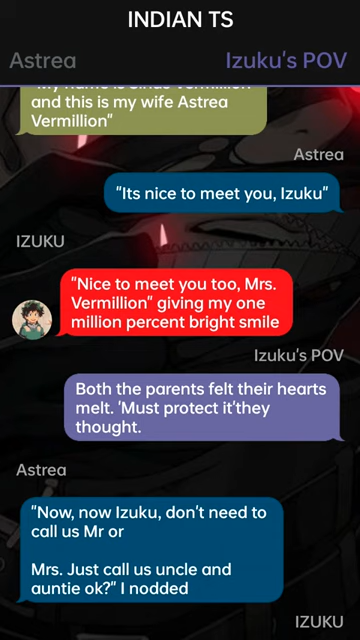 INDIAN TS
Astrea
Izuku's POV
and this is my wife Astrea
Vermillion"
Astrea
"Its nice to meet you, Izuku"
IZUKU
"Nice to meet you too, Mrs.
Vermillion" giving my one
million percent bright smile
Izuku's POV
Both the parents felt their hearts
melt. 'Must protect it'they
thought.
Astrea
"Now, now Izuku, don't need to
call us Mr or
Mrs. Just call us uncle and
auntie ok?" I nodded
IZUKU